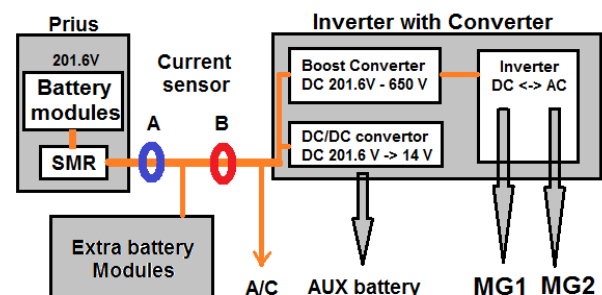 Prius
Inverter with Converter
201.6V
Battery
modules
SMR
Current
sensor
A
B
Boost Converter
DC 201.6V - 650 V
Inverter
DC <-> AC
DC/DC convertor
DC 201.6 V -> 14 V
Extra battery
Modules
A/C
AUX battery
MG1
MG2